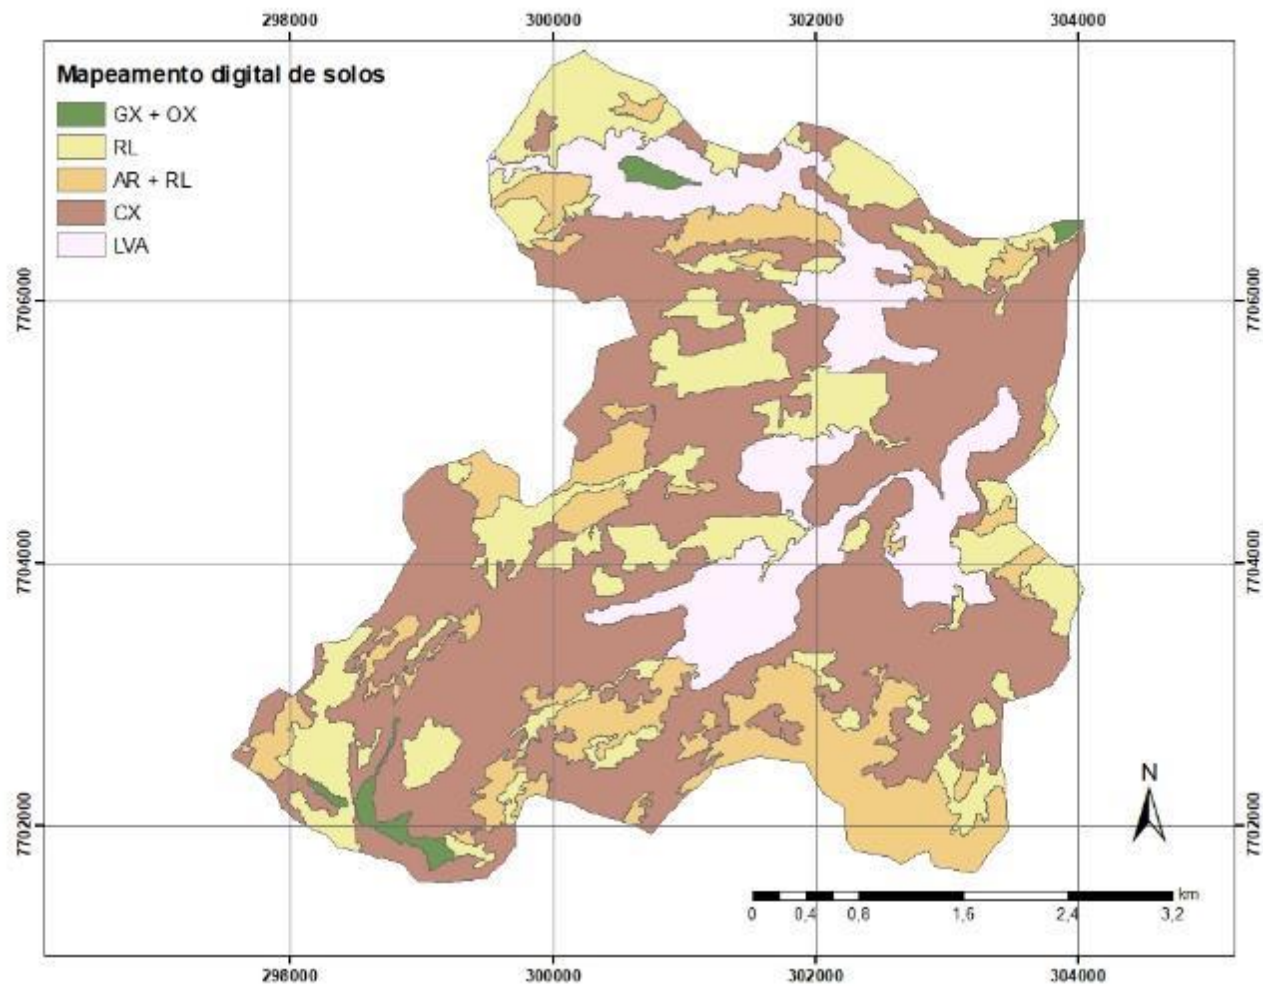 298000 300000 302000 304000
Mapeamento digital de solos
GX + OX
RL
AR + RL
CX
LVA
7706000 7706000
7704000 7704000
N
7702000 7702000
km
0 0,4 0,8 1,6 2,4 3,2
298000 300000 302000 304000